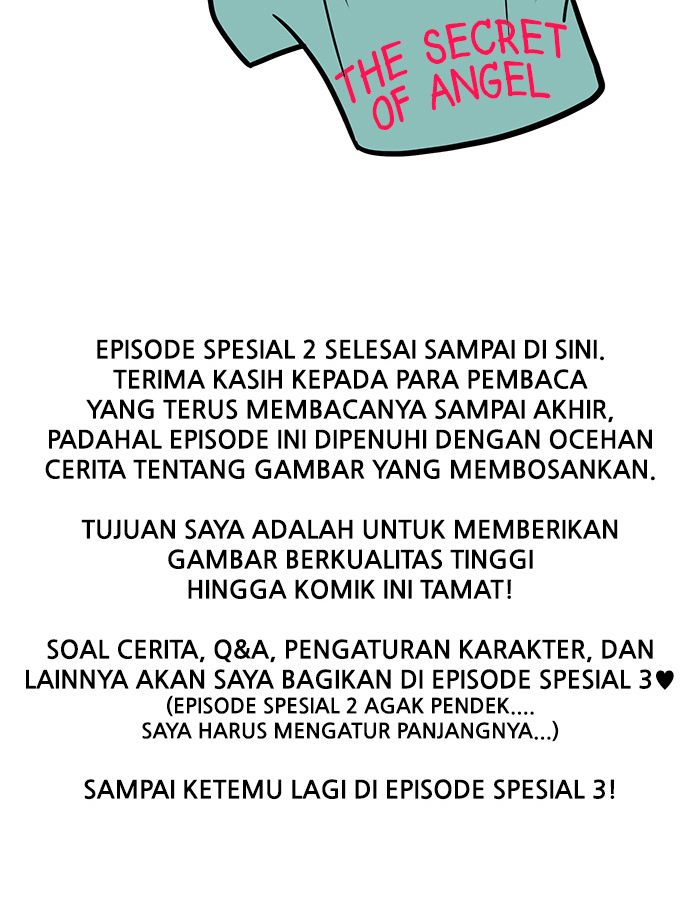 THE SECRET
OF ANGEL
EPISODE SPESIAL 2 SELESAI SAMPAI DI SINI.
TERIMA KASIH KEPADA PARA PEMBACA
YANG TERUS MEMBACANYA SAMPAI AKHIR,
PADAHAL EPISODE INI DIPENUHI DENGAN OCEHAN
CERITA TENTANG GAMBAR YANG MEMBOSANKAN.
TUJUAN SAYA ADALAH UNTUK MEMBERIKAN
GAMBAR BERKUALITAS TINGGI
HINGGA KOMIK INI TAMAT!
SOAL CERITA, Q&A, PENGATURAN KARAKTER, DAN
LAINNYA AKAN SAYA BAGIKAN DI EPISODE SPESIAL 3♥
(EPISODE SPESIAL 2 AGAK PENDEK....
SAYA HARUS MENGATUR PANJANGNYA...)
SAMPAI KETEMU LAGI DI EPISODE SPESIAL 3!